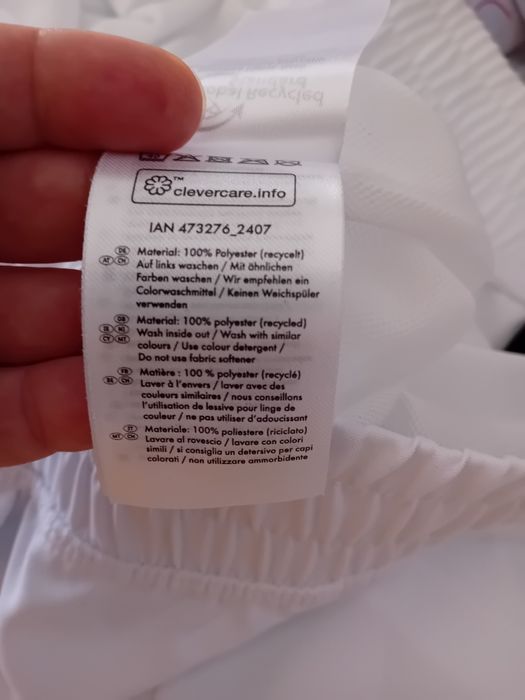 Global Recycled
Standard
™
clevercare.info
IAN 473276_2407
DE AT CH Material: 100% Polyester (recycelt)
Auf links waschen / Mit ähnlichen
Farben waschen / Wir empfehlen ein
Colorwaschmittel / Keinen Weichspüler
verwenden
GB IE NI CY MT Material: 100% polyester (recycled)
Wash inside out / Wash with similar
colours / Use colour detergent /
Do not use fabric softener
FR BE CH Matière : 100 % polyester (recyclé)
Laver à l'envers / laver avec des
couleurs similaires / nous conseillons
l'utilisation de lessive pour linge de
couleur / ne pas utiliser d'adoucissant
IT MT CH Materiale: 100% poliestere (riciclato)
Lavare al rovescio / lavare con colori
simili / si consiglia un detersivo per capi
colorati / non utilizzare ammorbidente